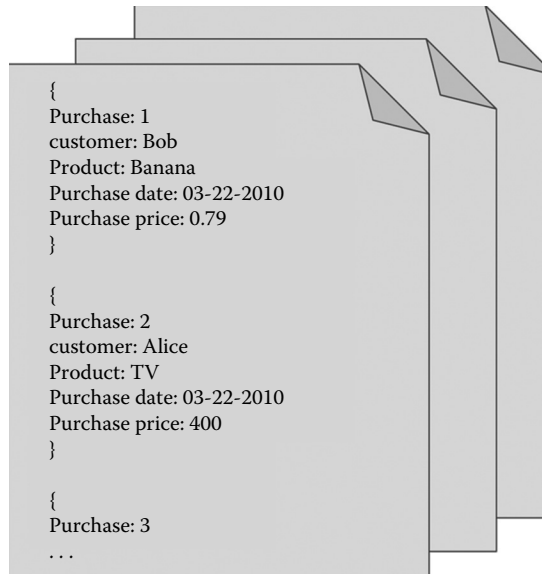 {
Purchase: 1
customer: Bob
Product: Banana
Purchase date: 03-22-2010
Purchase price: 0.79
}
{
Purchase: 2
customer: Alice
Product: TV
Purchase date: 03-22-2010
Purchase price: 400
}
{
Purchase: 3
. . .